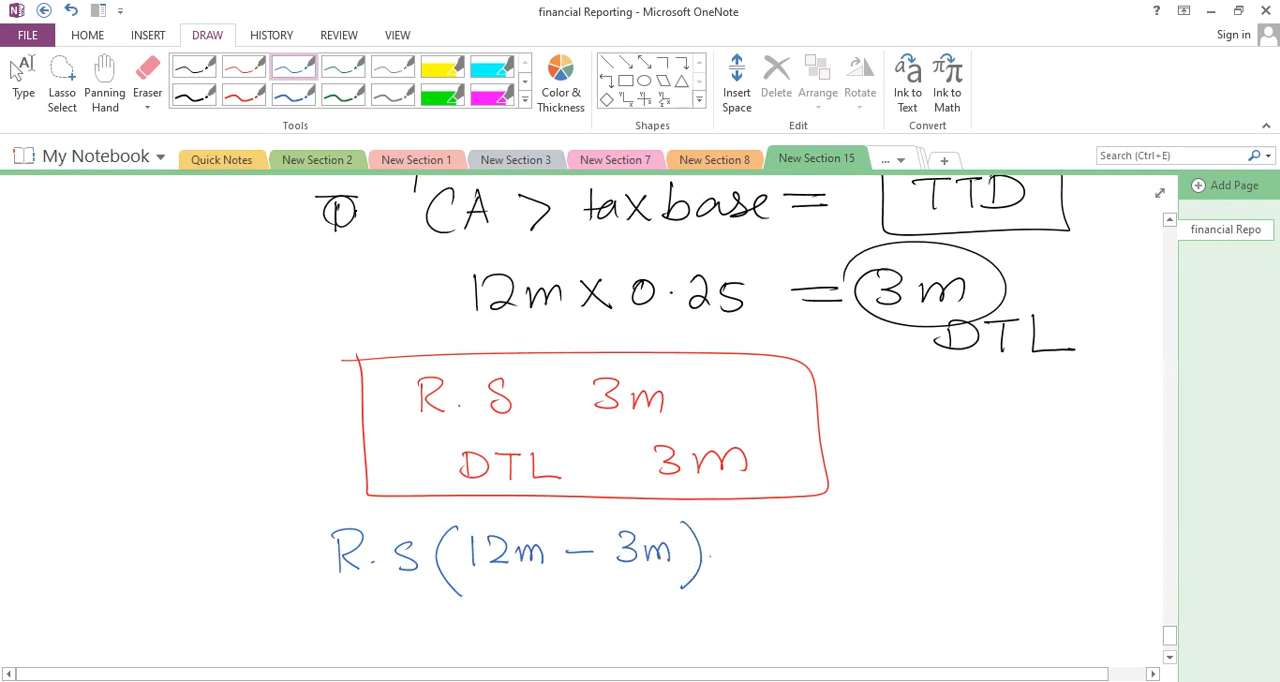 financial Reporting - Microsoft OneNote
?
FILE HOME INSERT DRAW HISTORY REVIEW VIEW
Sign in
Type Lasso Select Panning Hand Eraser
Color & Thickness
Insert Space Delete Arrange Rotate
Ink to Text Ink to Math
Tools Shapes Edit Convert
My Notebook Quick Notes New Section 2 New Section 1 New Section 3 New Section 7 New Section 8 New Section 15 ... Search (Ctrl+E)
Add Page
financial Repo
① CA > tax base = TTD
12m X 0.25 = 3m
DTL
R. S 3m
DTL 3m
R. S (12m - 3m)